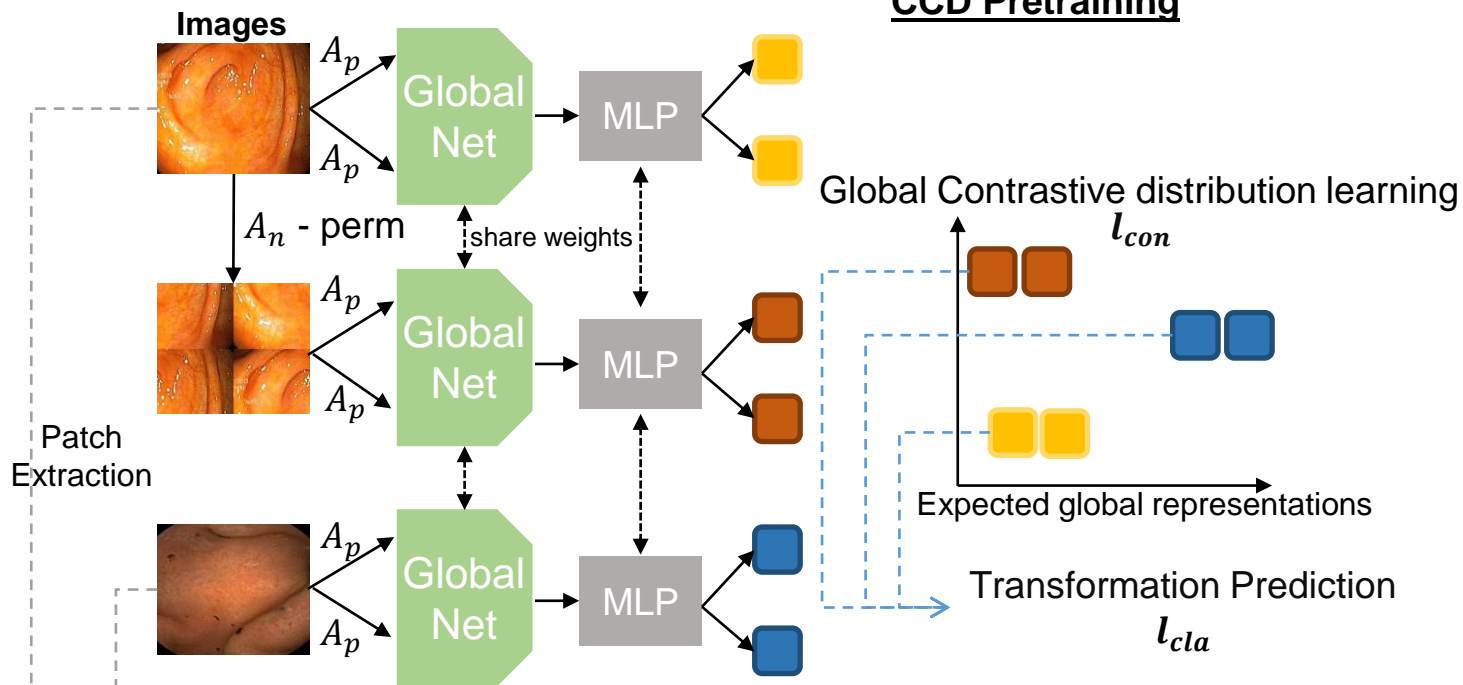 CCD Pretraining
Images
A_p
Global
Net
MLP
A_p
Global Contrastive distribution learning
l_con
A_n - perm
share weights
A_p
Global
Net
MLP
A_p
Patch
Extraction
Expected global representations
A_p
Global
Net
MLP
A_p
Transformation Prediction
l_cla